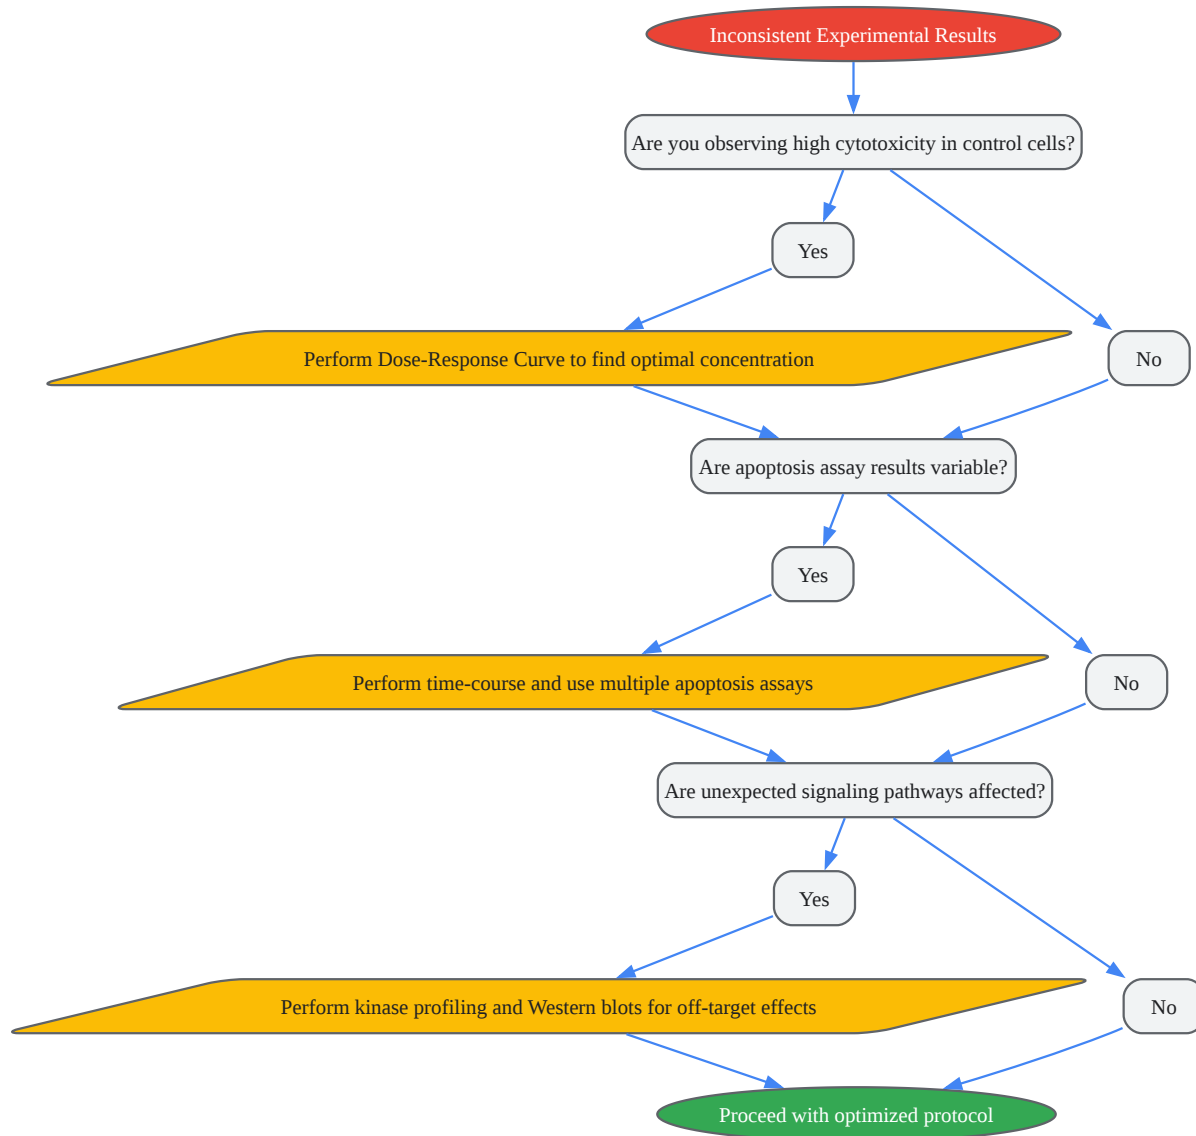 Inconsistent Experimental Results
Are you observing high cytotoxicity in control cells?
Yes
Perform Dose-Response Curve to find optimal concentration
No
Are apoptosis assay results variable?
Yes
Perform time-course and use multiple apoptosis assays
No
Are unexpected signaling pathways affected?
Yes
Perform kinase profiling and Western blots for off-target effects
No
Proceed with optimized protocol